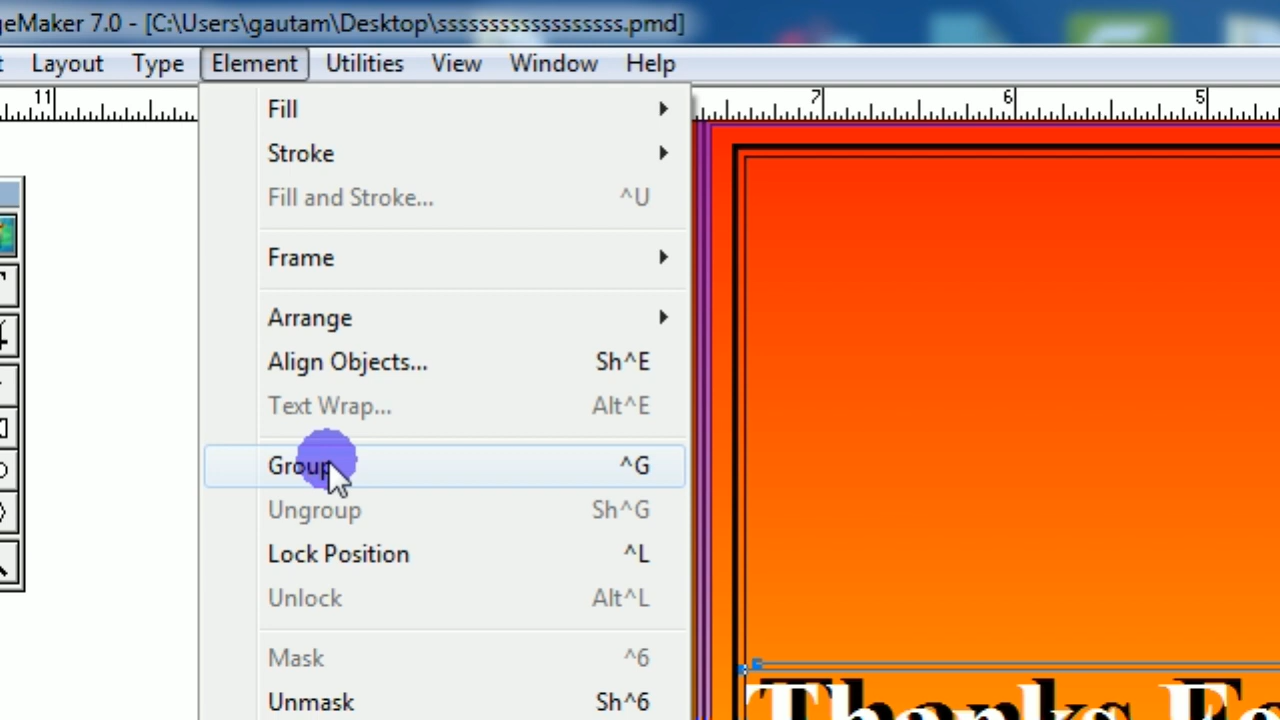 geMaker 7.0 - [C:\Users\gautam\Desktop\ssssssssssssssssss.pmd]
t Layout Type Element Utilities View Window Help
11 7 6 5
Fill
Stroke
Fill and Stroke... ^U
Frame
Arrange
Align Objects... Sh^E
Text Wrap... Alt^E
Group ^G
Ungroup Sh^G
Lock Position ^L
Unlock Alt^L
Mask ^6
Unmask Sh^6
Thanks Fo